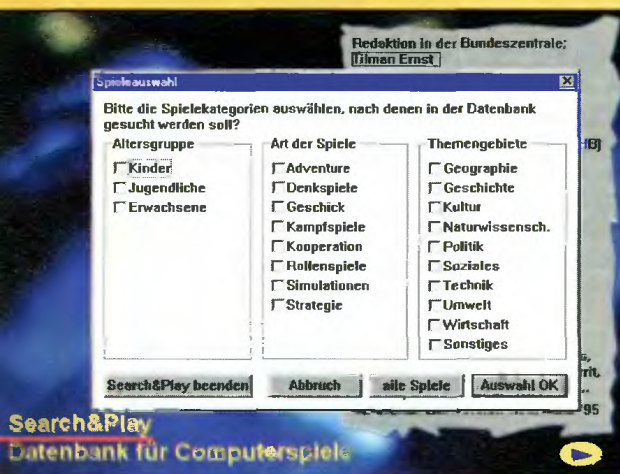 Redaktion in der Bundeszentrale:
Tilman Ernst
Spieleauswahl
Bitte die Spielekategorien auswählen, nach denen in der Datenbank
gesucht werden soll?
Altersgruppe
Kinder
Jugendliche
Erwachsene
Art der Spiele
Adventure
Denkspiele
Geschick
Kampfspiele
Kooperation
Rollenspiele
Simulationen
Strategie
Themengebiete
Geographie
Geschichte
Kultur
Naturwissensch.
Politik
Soziales
Technik
Umwelt
Wirtschaft
Sonstiges
Search&Play beenden
Abbruch
alle Spiele
Auswahl OK
95
Search&Play
Datenbank für Computerspiele